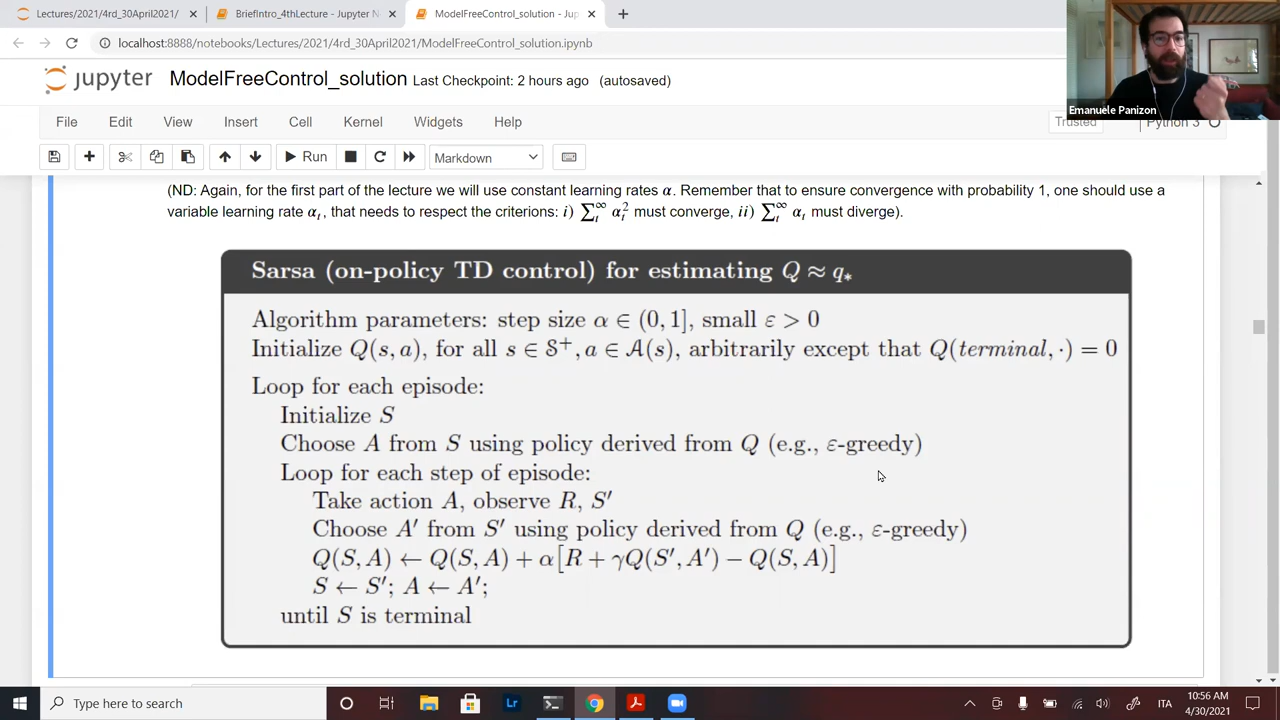 Lectures/2021/4rd_30April2021/
BriefIntro_4thLecture - Jupyter N
ModelFreeControl_solution - Jup
localhost:8888/notebooks/Lectures/2021/4rd_30April2021/ModelFreeControl_solution.ipynb
Emanuele Panizon
jupyter ModelFreeControl_solution Last Checkpoint: 2 hours ago (autosaved)
File Edit View Insert Cell Kernel Widgets Help
Trusted Python 3
Run Markdown
(ND: Again, for the first part of the lecture we will use constant learning rates α. Remember that to ensure convergence with probability 1, one should use a
variable learning rate αₜ, that needs to respect the criterions: i) ∑ₜ^∞ αₜ² must converge, ii) ∑ₜ^∞ αₜ must diverge).
Sarsa (on-policy TD control) for estimating Q ≈ q*
Algorithm parameters: step size α ∈ (0, 1], small ε > 0
Initialize Q(s, a), for all s ∈ S⁺, a ∈ A(s), arbitrarily except that Q(terminal, ·) = 0
Loop for each episode:
Initialize S
Choose A from S using policy derived from Q (e.g., ε-greedy)
Loop for each step of episode:
Take action A, observe R, S′
Choose A′ from S′ using policy derived from Q (e.g., ε-greedy)
Q(S, A) ← Q(S, A) + α[R + γQ(S′, A′) − Q(S, A)]
S ← S′; A ← A′;
until S is terminal
Type here to search
Lr
ITA
10:56 AM
4/30/2021